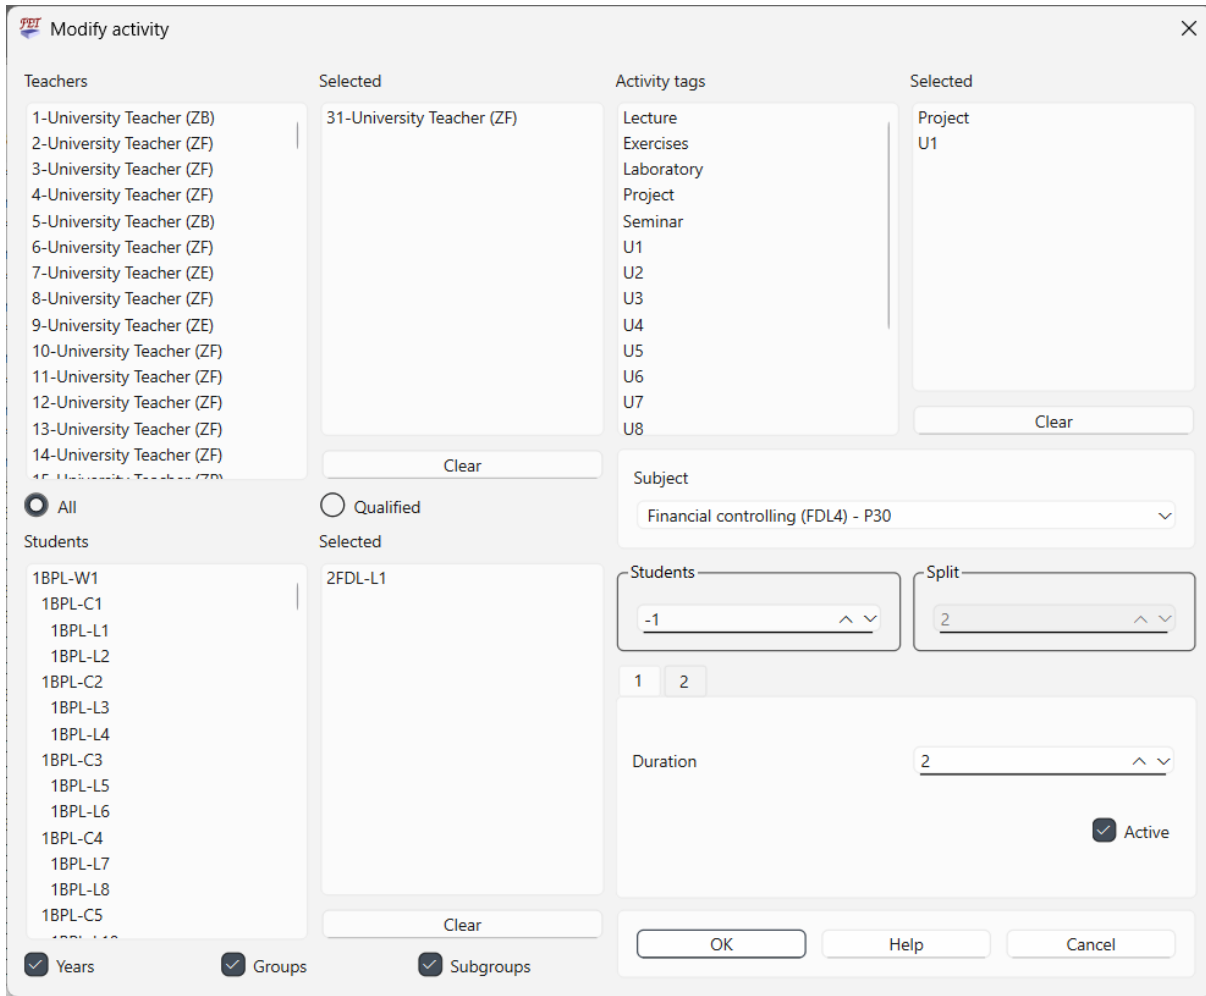 FET Modify activity
Teachers
1-University Teacher (ZB)
2-University Teacher (ZF)
3-University Teacher (ZF)
4-University Teacher (ZF)
5-University Teacher (ZB)
6-University Teacher (ZF)
7-University Teacher (ZE)
8-University Teacher (ZF)
9-University Teacher (ZE)
10-University Teacher (ZF)
11-University Teacher (ZF)
12-University Teacher (ZF)
13-University Teacher (ZF)
14-University Teacher (ZF)
Selected
31-University Teacher (ZF)
Clear
All
Qualified
Students
1BPL-W1
1BPL-C1
1BPL-L1
1BPL-L2
1BPL-C2
1BPL-L3
1BPL-L4
1BPL-C3
1BPL-L5
1BPL-L6
1BPL-C4
1BPL-L7
1BPL-L8
1BPL-C5
Selected
2FDL-L1
Clear
Years
Groups
Subgroups
Activity tags
Lecture
Exercises
Laboratory
Project
Seminar
U1
U2
U3
U4
U5
U6
U7
U8
Selected
Project
U1
Clear
Subject
Financial controlling (FDL4) - P30
Students
-1
Split
2
1 2
Duration
2
Active
OK
Help
Cancel